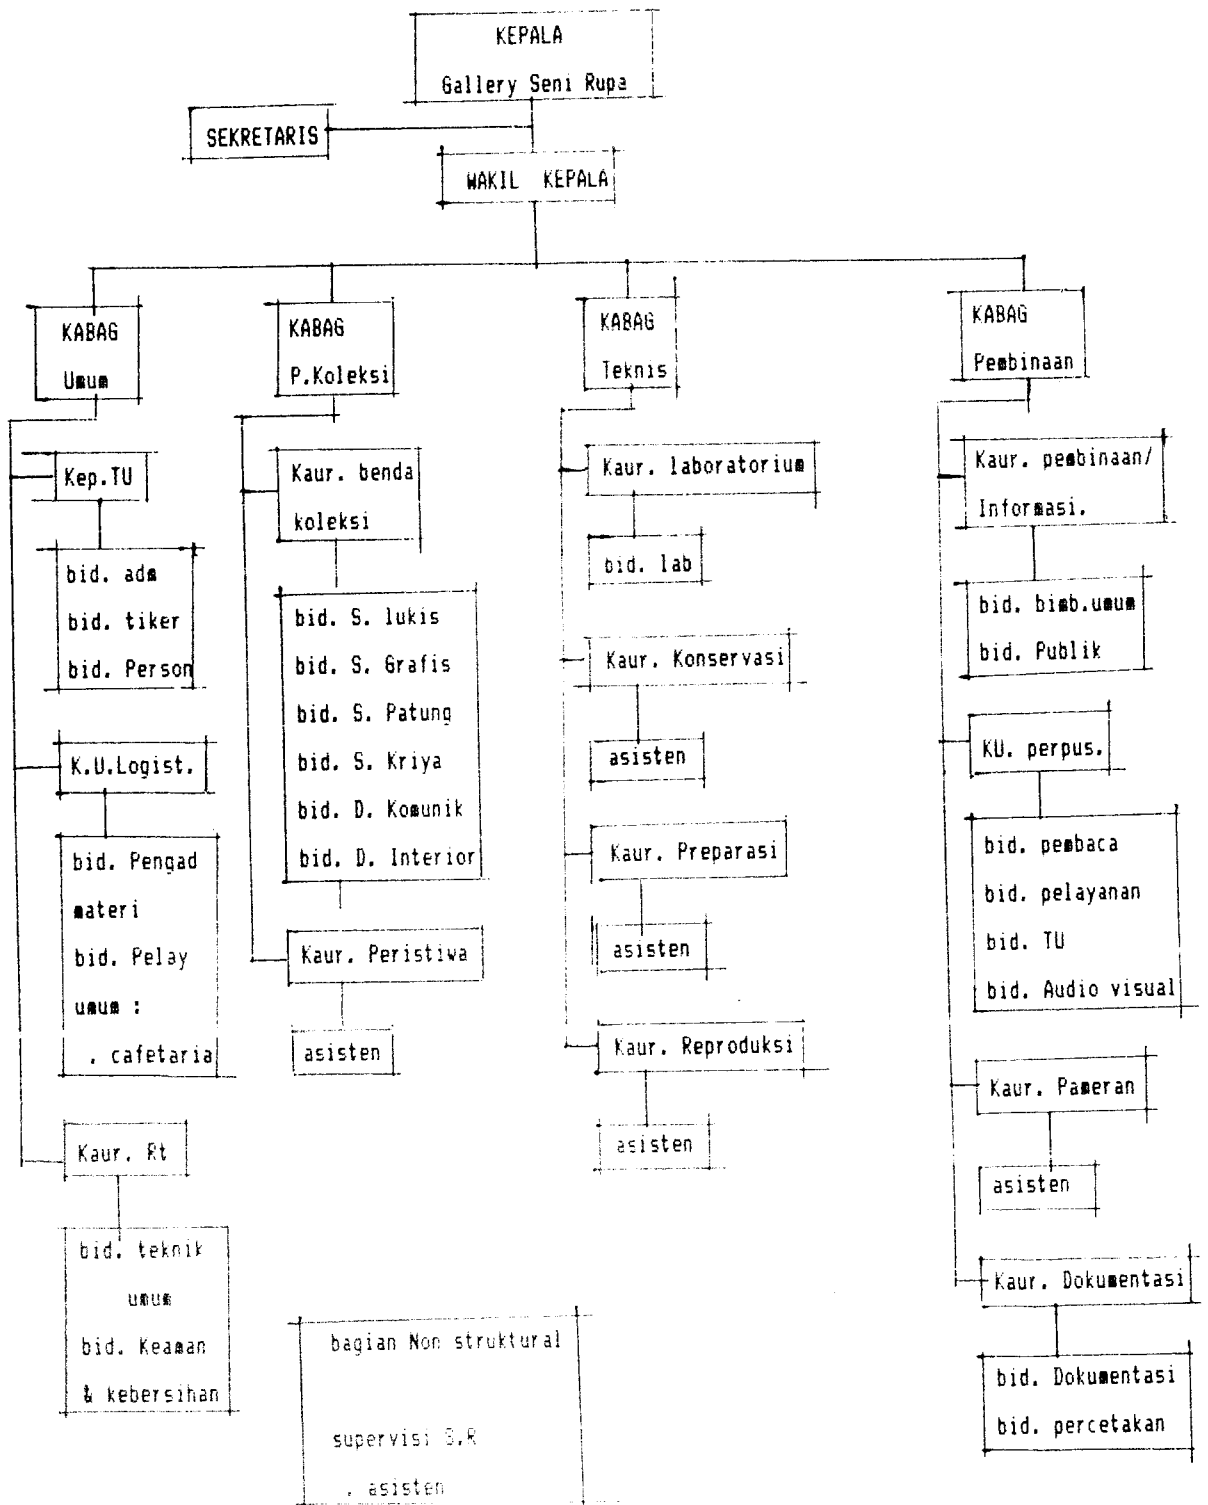 KEPALA
Gallery Seni Rupa
SEKRETARIS
WAKIL KEPALA
KABAG
Umum
Kep.TU
bid. adm
bid. tiker
bid. Person
K.U.Logist.
bid. Pengad
materi
bid. Pelay
umum :
. cafetaria
Kaur. Rt
bid. teknik
umum
bid. Keaman
& kebersihan
KABAG
P.Koleksi
Kaur. benda
koleksi
bid. S. lukis
bid. S. Grafis
bid. S. Patung
bid. S. Kriya
bid. D. Komunik
bid. D. Interior
Kaur. Peristiwa
asisten
KABAG
Teknis
Kaur. laboratorium
bid. lab
Kaur. Konservasi
asisten
Kaur. Preparasi
asisten
Kaur. Reproduksi
asisten
KABAG
Pembinaan
Kaur. pembinaan/
Informasi.
bid. bimb.umum
bid. Publik
KU. perpus.
bid. pembaca
bid. pelayanan
bid. TU
bid. Audio visual
Kaur. Pameran
asisten
Kaur. Dokumentasi
bid. Dokumentasi
bid. percetakan
bagian Non struktural
supervisi S.R
. asisten